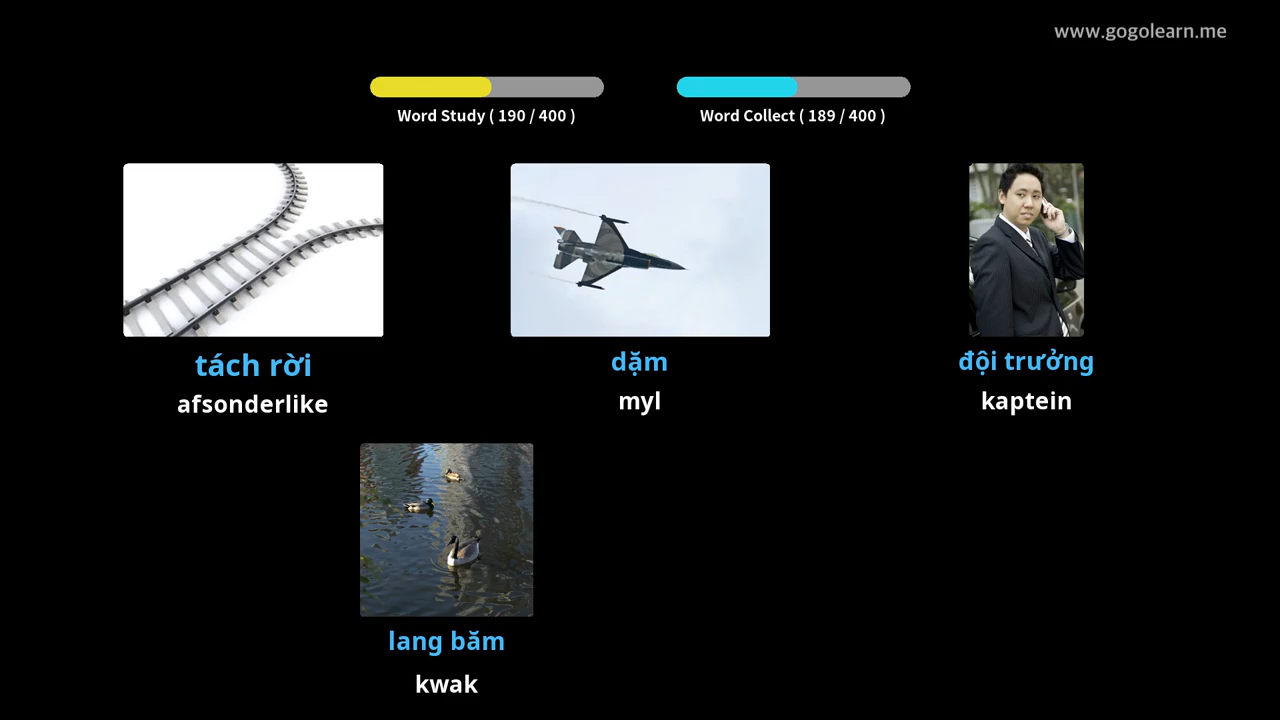 www.gogolearn.me
Word Study ( 190 / 400 )
Word Collect ( 189 / 400 )
tách rời
afsonderlike
dặm
myl
đội trưởng
kaptein
lang băm
kwak